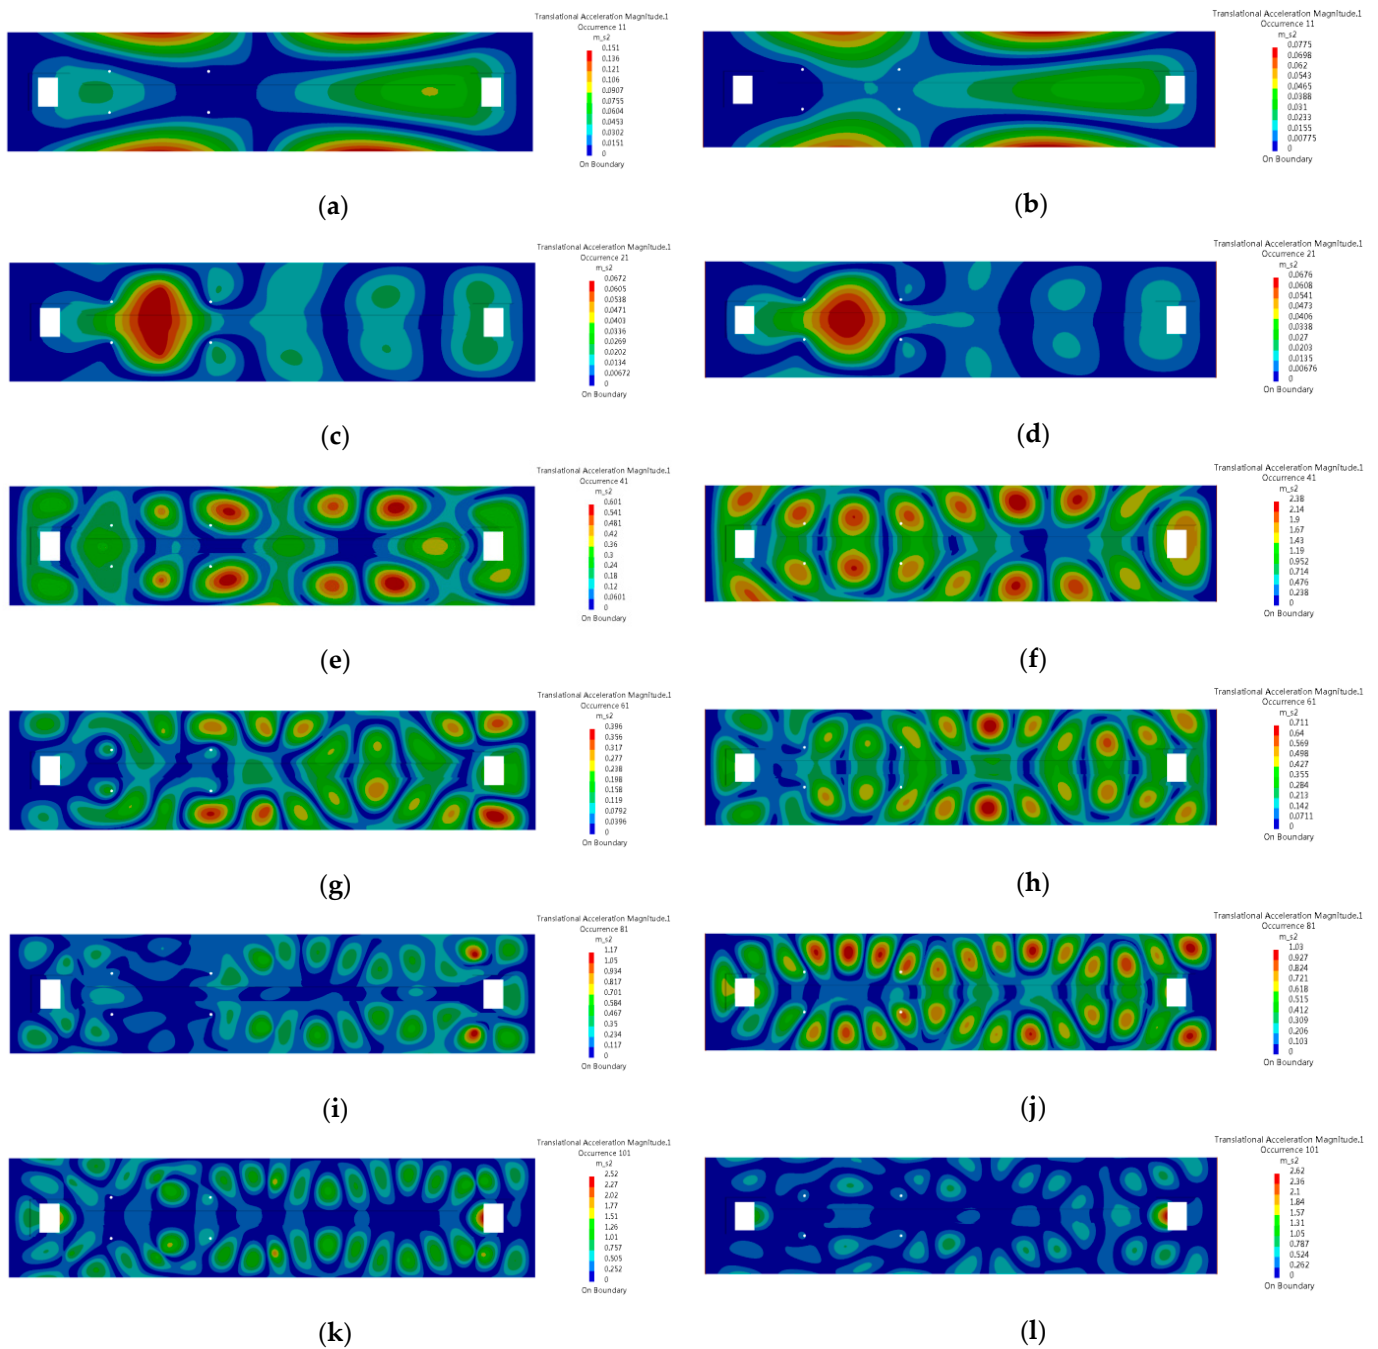 Translational Acceleration Magnitude.1
Occurrence 11
m_s2
0.151
0.136
0.121
0.106
0.0907
0.0755
0.0604
0.0453
0.0302
0.0151
0
On Boundary
(a)
Translational Acceleration Magnitude.1
Occurrence 11
m_s2
0.0775
0.0698
0.062
0.0543
0.0465
0.0388
0.031
0.0233
0.0155
0.00775
0
On Boundary
(b)
Translational Acceleration Magnitude.1
Occurrence 21
m_s2
0.0672
0.0605
0.0538
0.0471
0.0403
0.0336
0.0269
0.0202
0.0134
0.00672
0
On Boundary
(c)
Translational Acceleration Magnitude.1
Occurrence 21
m_s2
0.0676
0.0608
0.0541
0.0473
0.0406
0.0338
0.027
0.0203
0.0135
0.00676
0
On Boundary
(d)
Translational Acceleration Magnitude.1
Occurrence 41
m_s2
0.601
0.541
0.481
0.42
0.36
0.3
0.24
0.18
0.12
0.0601
0
On Boundary
(e)
Translational Acceleration Magnitude.1
Occurrence 41
m_s2
2.38
2.14
1.9
1.67
1.43
1.19
0.952
0.714
0.476
0.238
0
On Boundary
(f)
Translational Acceleration Magnitude.1
Occurrence 61
m_s2
0.396
0.356
0.317
0.277
0.238
0.198
0.158
0.119
0.0792
0.0396
0
On Boundary
(g)
Translational Acceleration Magnitude.1
Occurrence 61
m_s2
0.711
0.64
0.569
0.498
0.427
0.355
0.284
0.213
0.142
0.0711
0
On Boundary
(h)
Translational Acceleration Magnitude.1
Occurrence 81
m_s2
1.17
1.05
0.934
0.817
0.701
0.584
0.467
0.35
0.234
0.117
0
On Boundary
(i)
Translational Acceleration Magnitude.1
Occurrence 81
m_s2
1.03
0.927
0.824
0.721
0.618
0.515
0.412
0.309
0.206
0.103
0
On Boundary
(j)
Translational Acceleration Magnitude.1
Occurrence 101
m_s2
2.52
2.27
2.02
1.77
1.51
1.26
1.01
0.757
0.505
0.252
0
On Boundary
(k)
Translational Acceleration Magnitude.1
Occurrence 101
m_s2
2.62
2.36
2.1
1.84
1.57
1.31
1.05
0.787
0.524
0.262
0
On Boundary
(l)